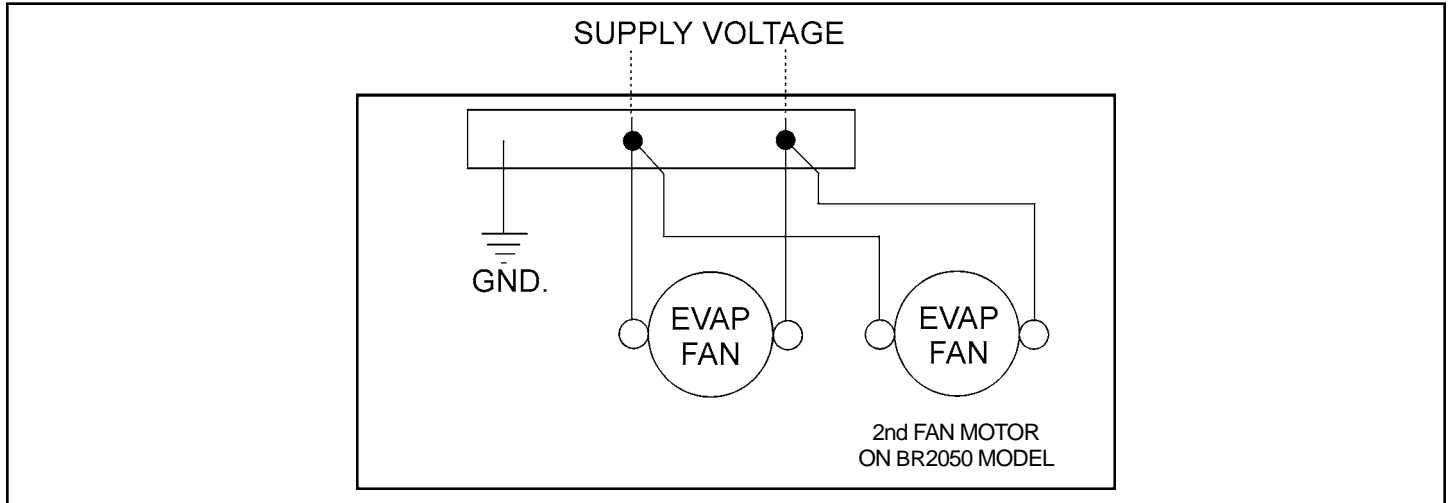 SUPPLY VOLTAGE
GND.
EVAP
FAN
EVAP
FAN
2nd FAN MOTOR
ON BR2050 MODEL